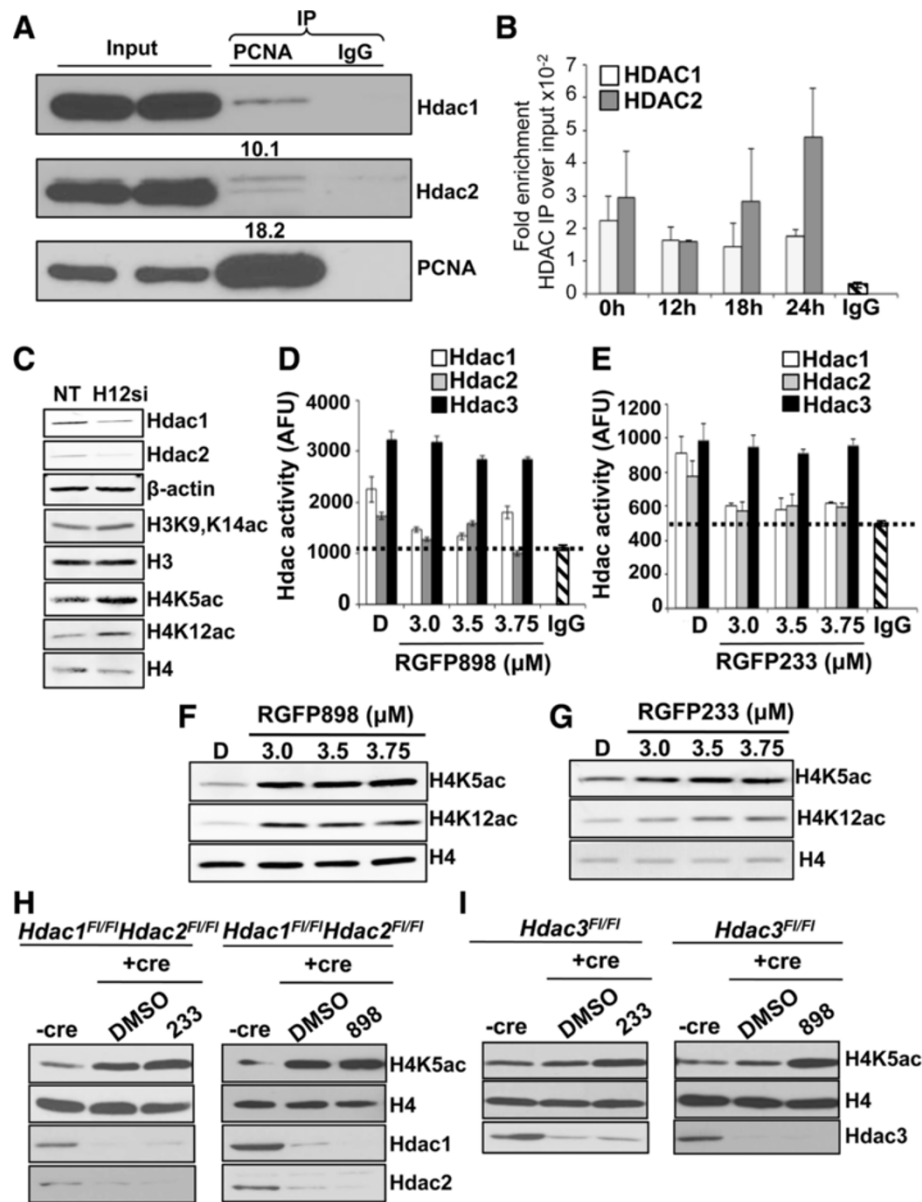 A
Input
IP
PCNA IgG
Hdac1
10.1
Hdac2
18.2
PCNA
B
Fold enrichment
HDAC IP over input x10-2
7
6
5
4
3
2
1
0
HDAC1
HDAC2
0h 12h 18h 24h IgG
C
NT H12si
Hdac1
Hdac2
β-actin
H3K9,K14ac
H3
H4K5ac
H4K12ac
H4
D
Hdac1
Hdac2
Hdac3
Hdac activity (AFU)
4000
3000
2000
1000
0
D 3.0 3.5 3.75 IgG
RGFP898 (μM)
E
Hdac1
Hdac2
Hdac3
Hdac activity (AFU)
1200
1000
800
600
400
200
0
D 3.0 3.5 3.75 IgG
RGFP233 (μM)
F
RGFP898 (μM)
D 3.0 3.5 3.75
H4K5ac
H4K12ac
H4
G
RGFP233 (μM)
D 3.0 3.5 3.75
H4K5ac
H4K12ac
H4
H
Hdac1Fl/FlHdac2Fl/Fl Hdac1Fl/FlHdac2Fl/Fl
+cre +cre
-cre DMSO 233 -cre DMSO 898
H4K5ac
H4
Hdac1
Hdac2
I
Hdac3Fl/Fl Hdac3Fl/Fl
+cre +cre
-cre DMSO 233 -cre DMSO 898
H4K5ac
H4
Hdac3